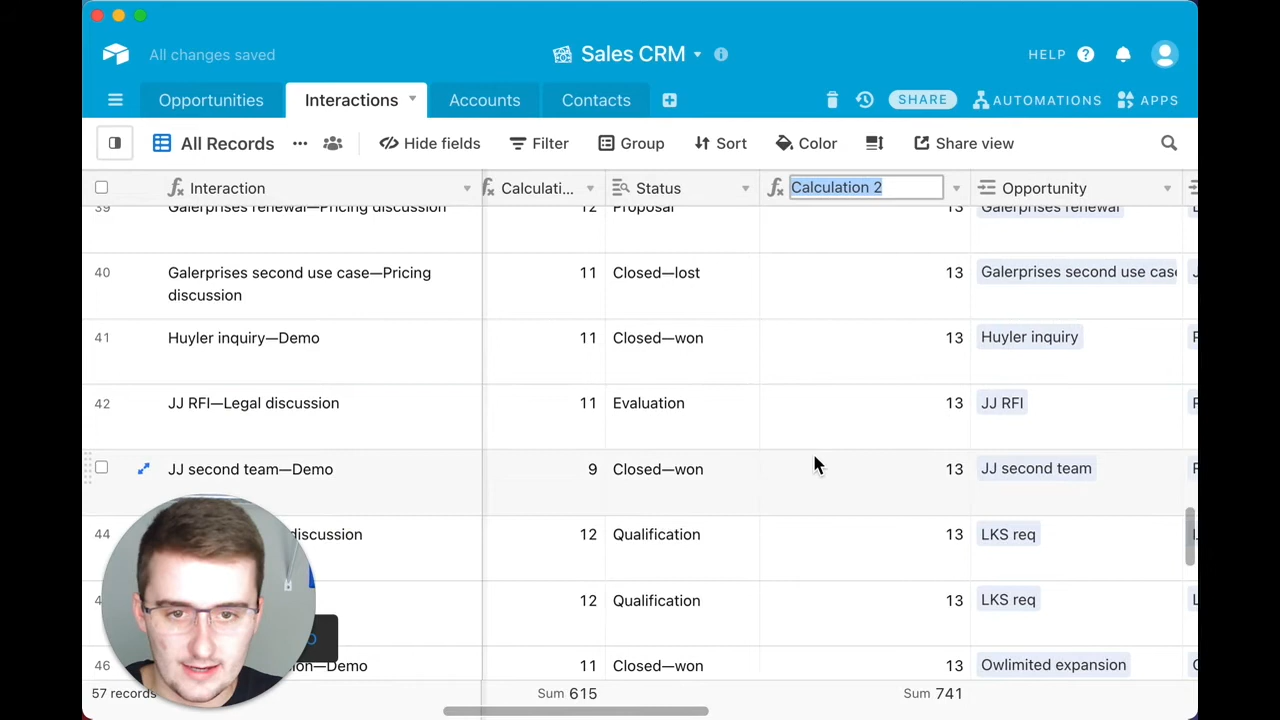 All changes saved
Sales CRM
HELP
Opportunities
Interactions
Accounts
Contacts
SHARE
AUTOMATIONS
APPS
All Records
Hide fields
Filter
Group
Sort
Color
Share view
Interaction
Calculati...
Status
Calculation 2
Opportunity
39 Galerprises renewal—Pricing discussion 12 Proposal 13 Galerprises renewal
40 Galerprises second use case—Pricing discussion 11 Closed—lost 13 Galerprises second use case
41 Huyler inquiry—Demo 11 Closed—won 13 Huyler inquiry
42 JJ RFI—Legal discussion 11 Evaluation 13 JJ RFI
JJ second team—Demo 9 Closed—won 13 JJ second team
44 discussion 12 Qualification 13 LKS req
12 Qualification 13 LKS req
46 —Demo 11 Closed—won 13 Owlimited expansion
57 records
Sum 615
Sum 741